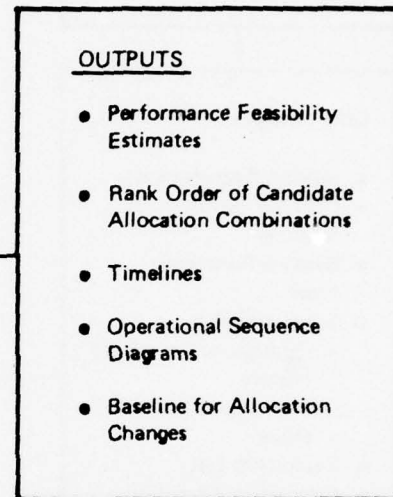 OUTPUTS
• Performance Feasibility
Estimates
• Rank Order of Candidate
Allocation Combinations
• Timelines
• Operational Sequence
Diagrams
• Baseline for Allocation
Changes